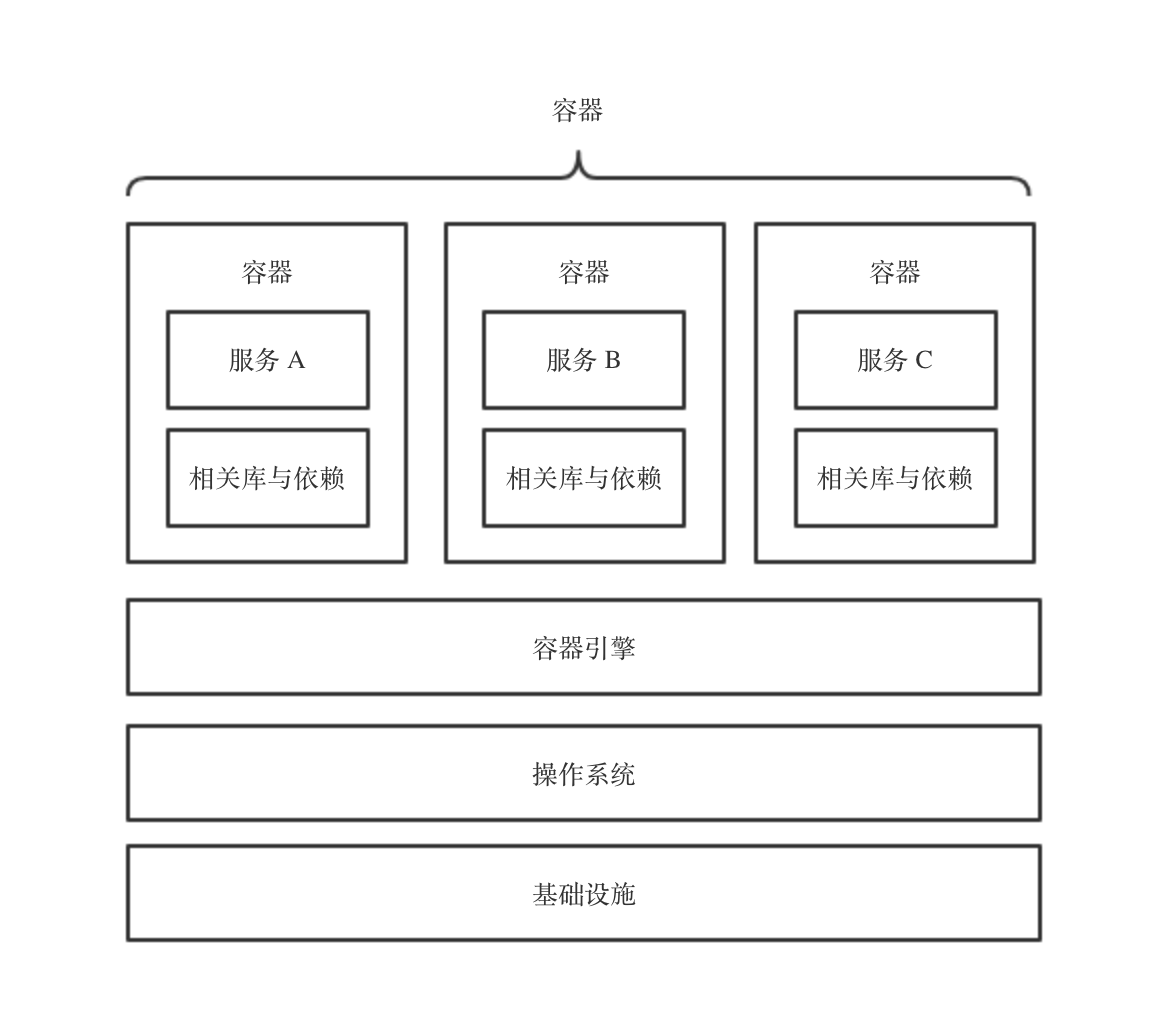 容器
容器
容器
容器
服务 A
服务 B
服务 C
相关库与依赖
相关库与依赖
相关库与依赖
容器引擎
操作系统
基础设施